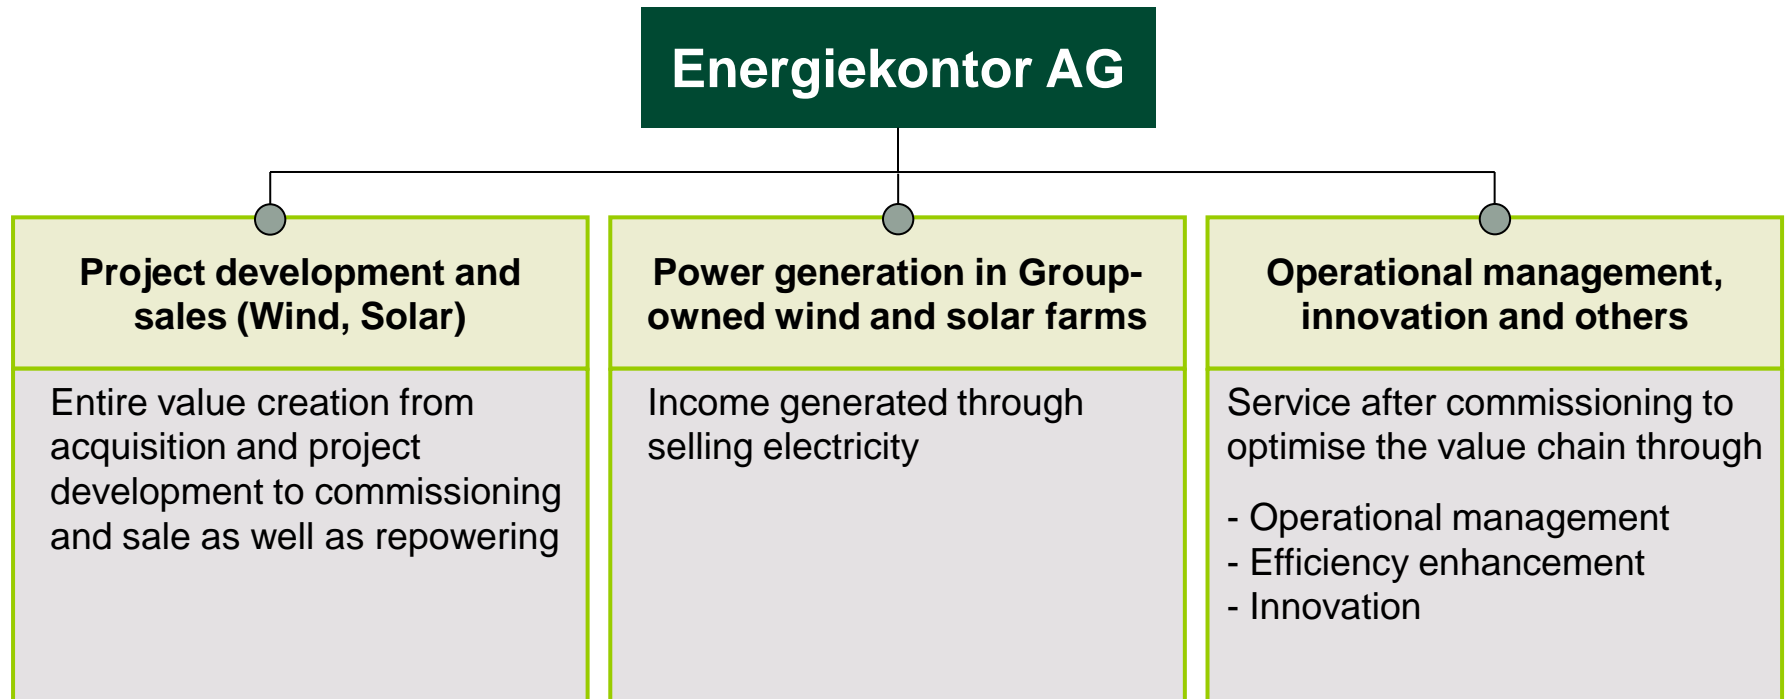 Energiekontor AG
Project development and
sales (Wind, Solar)
Entire value creation from
acquisition and project
development to commissioning
and sale as well as repowering
Power generation in Group-
owned wind and solar farms
Income generated through
selling electricity
Operational management,
innovation and others
Service after commissioning to
optimise the value chain through
- Operational management
- Efficiency enhancement
- Innovation